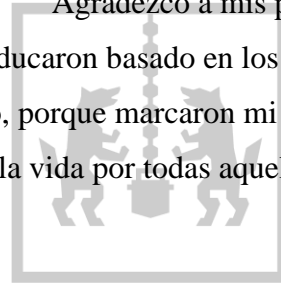 Agradezco a mis p
ducaron basado en los
, porque marcaron mi
la vida por todas aquel